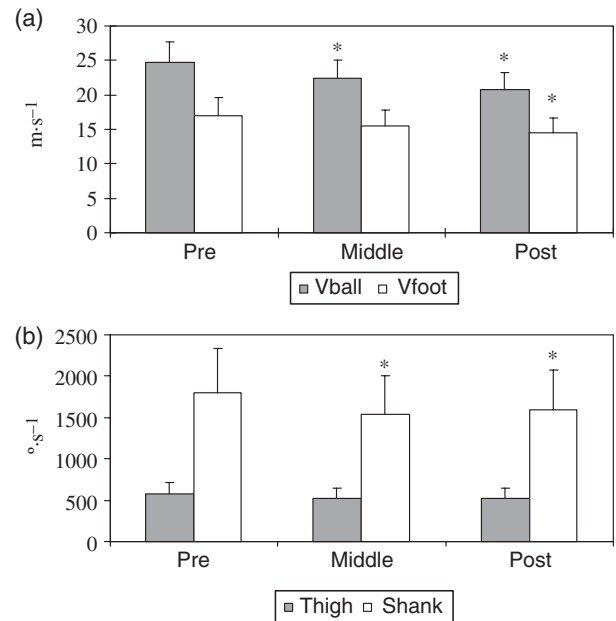 (a)
30
25
20
15
10
5
0
m·s⁻¹
* * *
Pre Middle Post
Vball Vfoot
(b)
2500
2000
1500
1000
500
0
º·s⁻¹
* *
Pre Middle Post
Thigh Shank